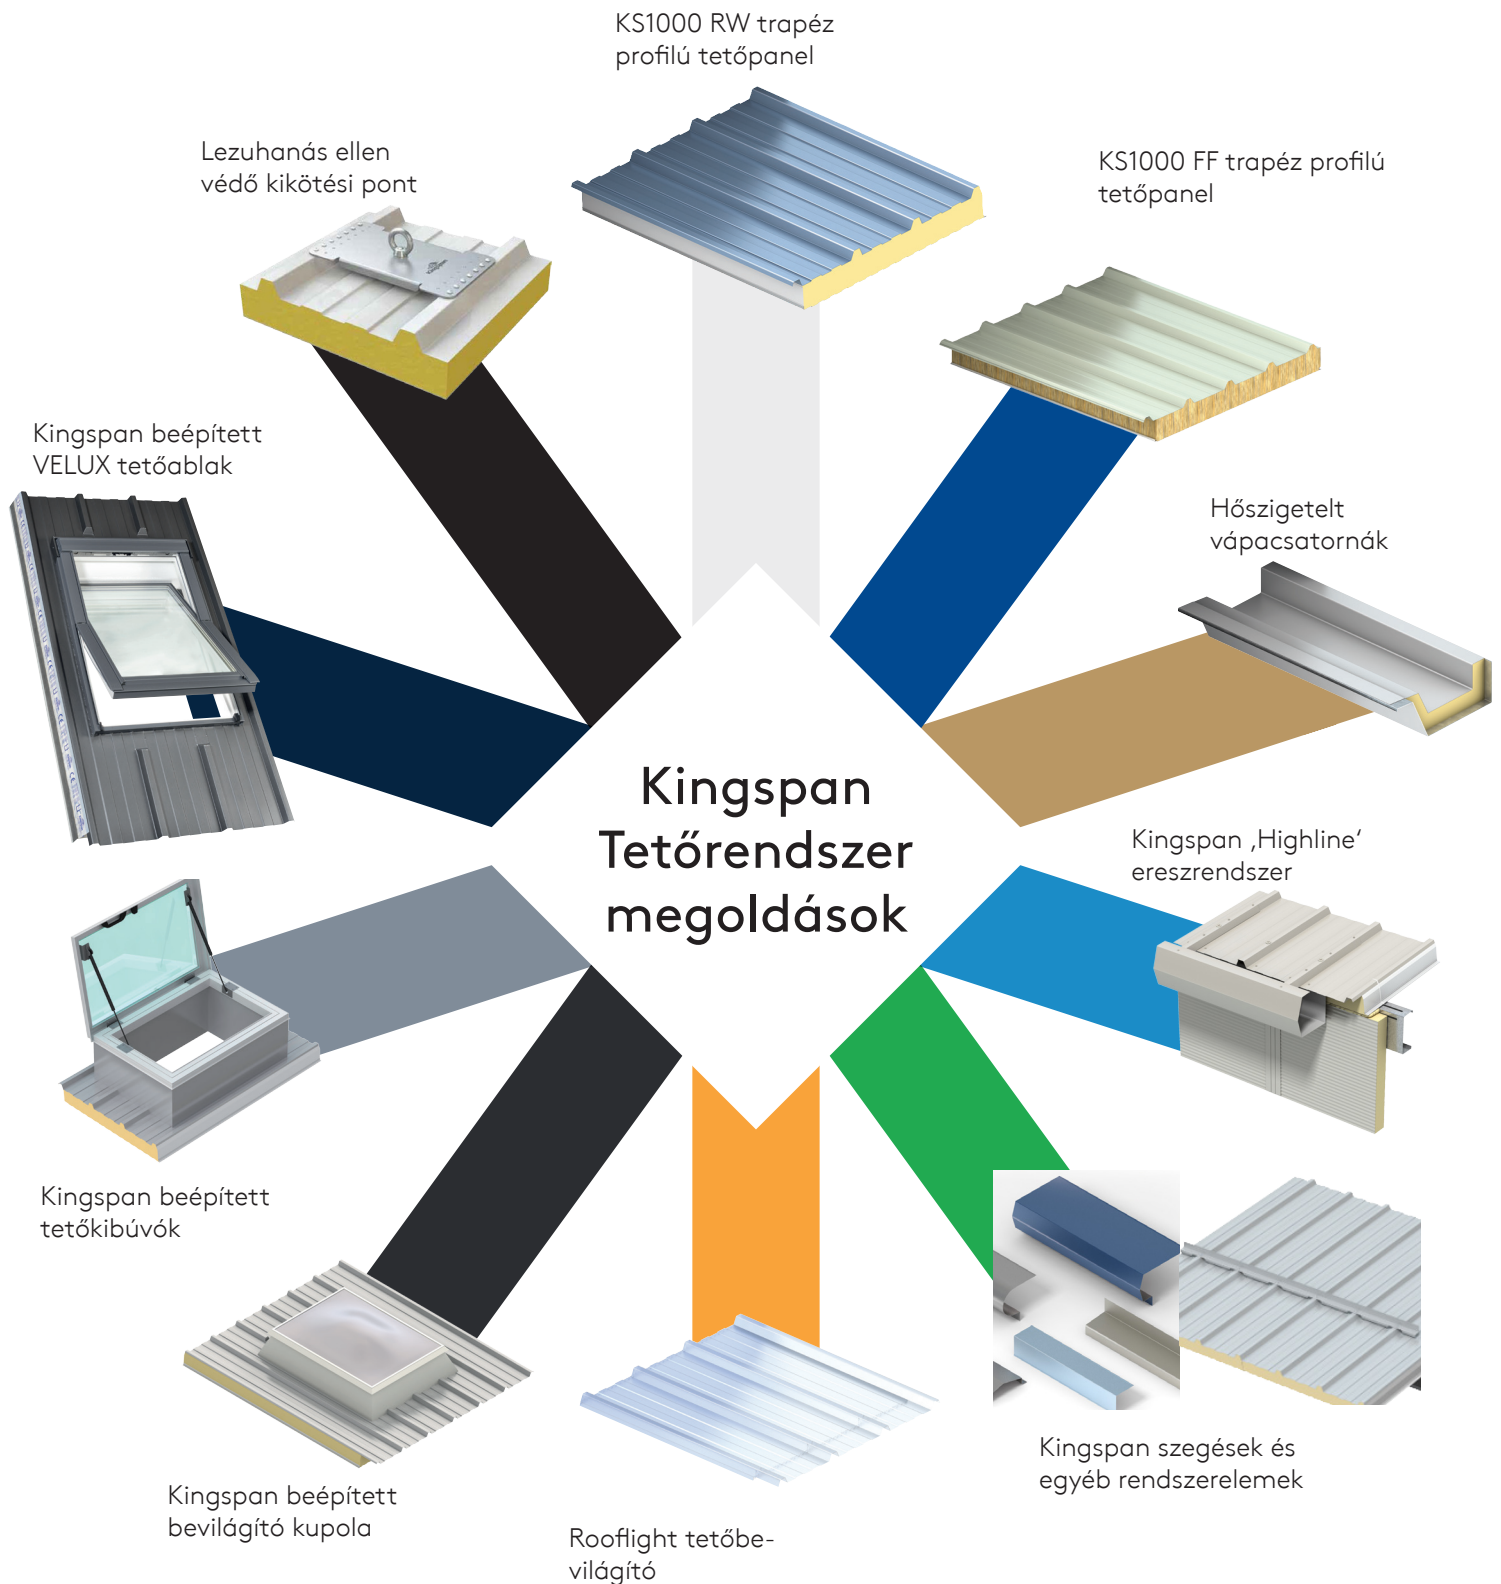 KS1000 RW trapéz
profilú tetőpanel
Lezuhanás ellen
védő kikötési pont
KS1000 FF trapéz profilú
tetőpanel
Kingspan beépített
VELUX tetőablak
Hőszigetelt
vápacsatornák
Kingspan
Tetőrendszer
megoldások
Kingspan ‚Highline‘
ereszrendszer
Kingspan beépített
tetőkibúvók
Kingspan szegések és
egyéb rendszerelemek
Kingspan beépített
bevilágító kupola
Rooflight tetőbe-
világító